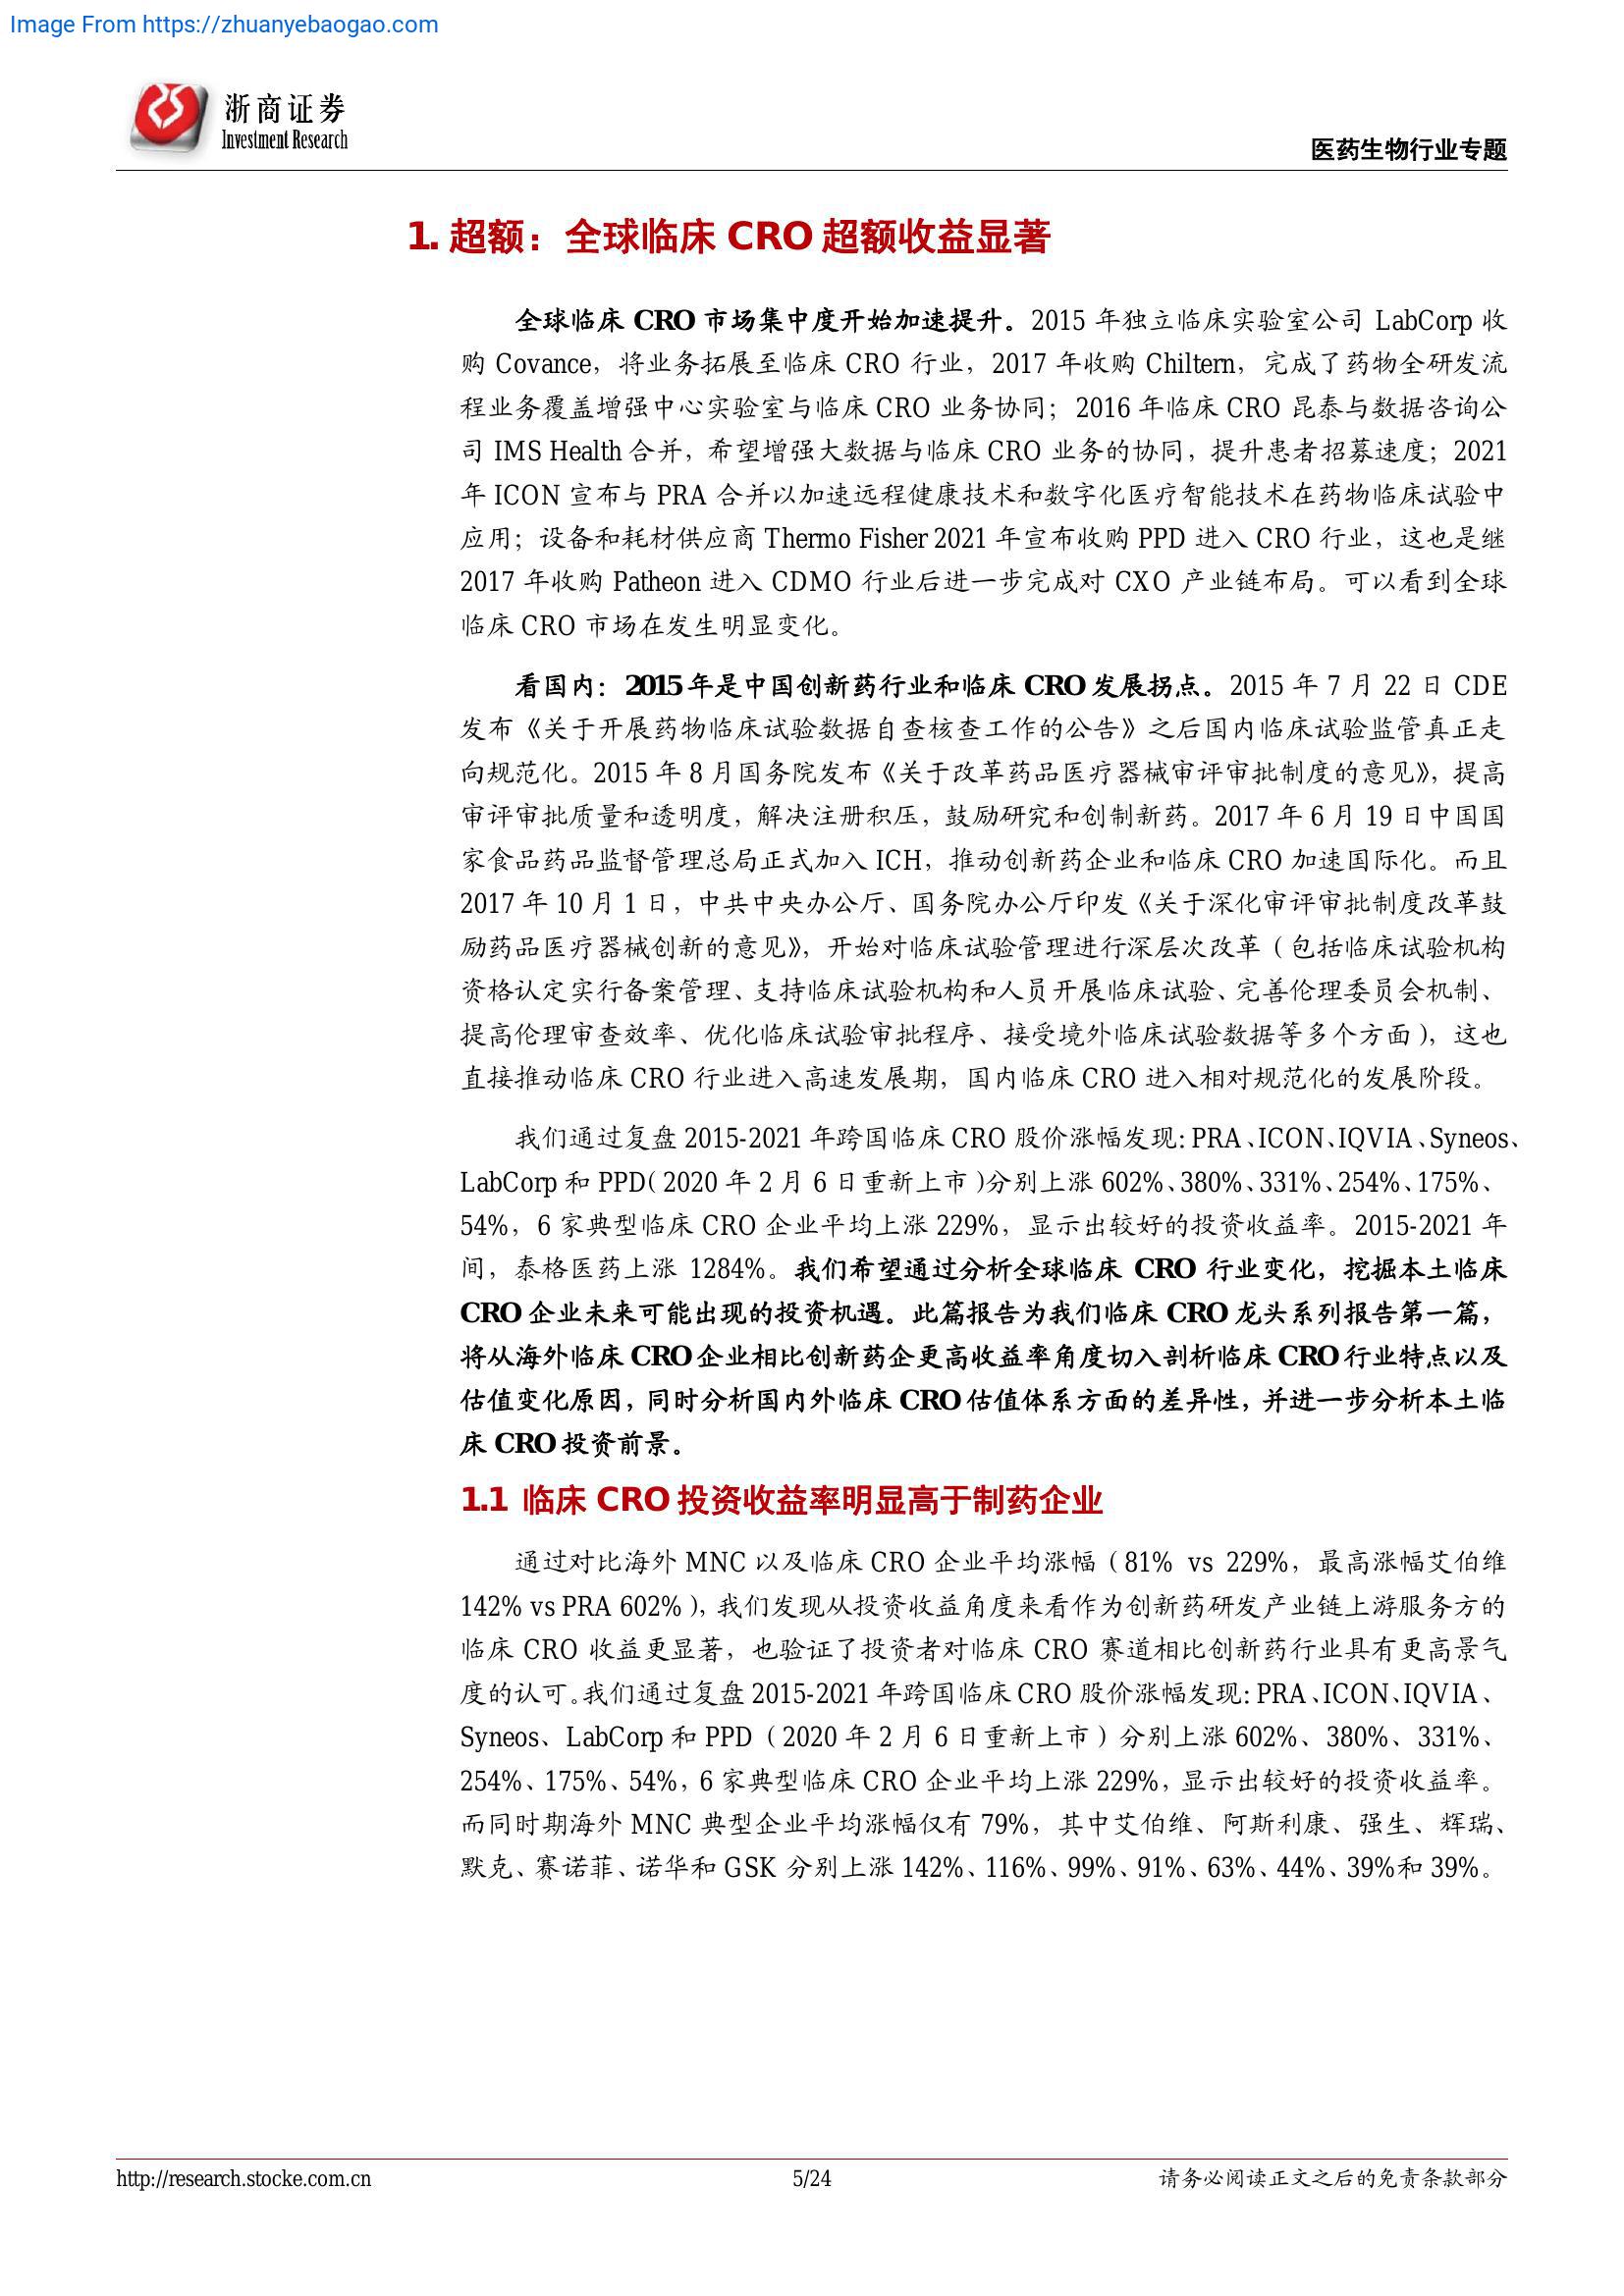 Image From https://zhuanyebaogao.com
浙商证券
Investment Research
医药生物行业专题
1. 超额：全球临床 CRO 超额收益显著
全球临床 CRO 市场集中度开始加速提升。2015 年独立临床实验室公司 LabCorp 收
购 Covance，将业务拓展至临床 CRO 行业，2017 年收购 Chiltern，完成了药物全研发流
程业务覆盖增强中心实验室与临床 CRO 业务协同；2016 年临床 CRO 昆泰与数据咨询公
司 IMS Health 合并，希望增强大数据与临床 CRO 业务的协同，提升患者招募速度；2021
年 ICON 宣布与 PRA 合并以加速远程健康技术和数字化医疗智能技术在药物临床试验中
应用；设备和耗材供应商 Thermo Fisher 2021 年宣布收购 PPD 进入 CRO 行业，这也是继
2017 年收购 Patheon 进入 CDMO 行业后进一步完成对 CXO 产业链布局。可以看到全球
临床 CRO 市场在发生明显变化。
看国内：2015年是中国创新药行业和临床 CRO 发展拐点。2015 年 7 月 22 日 CDE
发布《关于开展药物临床试验数据自查核查工作的公告》之后国内临床试验监管真正走
向规范化。2015 年 8 月国务院发布《关于改革药品医疗器械审评审批制度的意见》，提高
审评审批质量和透明度，解决注册积压，鼓励研究和创制新药。2017 年 6 月 19 日中国国
家食品药品监督管理总局正式加入 ICH，推动创新药企业和临床 CRO 加速国际化。而且
2017 年 10 月 1 日，中共中央办公厅、国务院办公厅印发《关于深化审评审批制度改革鼓
励药品医疗器械创新的意见》，开始对临床试验管理进行深层次改革（包括临床试验机构
资格认定实行备案管理、支持临床试验机构和人员开展临床试验、完善伦理委员会机制、
提高伦理审查效率、优化临床试验审批程序、接受境外临床试验数据等多个方面），这也
直接推动临床 CRO 行业进入高速发展期，国内临床 CRO 进入相对规范化的发展阶段。
我们通过复盘 2015-2021 年跨国临床 CRO 股价涨幅发现：PRA、ICON、IQVIA、Syneos、
LabCorp 和 PPD（2020 年 2 月 6 日重新上市）分别上涨 602%、380%、331%、254%、175%、
54%，6 家典型临床 CRO 企业平均上涨 229%，显示出较好的投资收益率。2015-2021 年
间，泰格医药上涨 1284%。我们希望通过分析全球临床 CRO 行业变化，挖掘本土临床
CRO 企业未来可能出现的投资机遇。此篇报告为我们临床 CRO 龙头系列报告第一篇，
将从海外临床 CRO 企业相比创新药企更高收益率角度切入剖析临床 CRO 行业特点以及
估值变化原因，同时分析国内外临床 CRO 估值体系方面的差异性，并进一步分析本土临
床 CRO 投资前景。
1.1 临床 CRO 投资收益率明显高于制药企业
通过对比海外 MNC 以及临床 CRO 企业平均涨幅（81% vs 229%，最高涨幅艾伯维
142% vs PRA 602%），我们发现从投资收益角度来看作为创新药研发产业链上游服务方的
临床 CRO 收益更显著，也验证了投资者对临床 CRO 赛道相比创新药行业具有更高景气
度的认可。我们通过复盘 2015-2021 年跨国临床 CRO 股价涨幅发现：PRA、ICON、IQVIA、
Syneos、LabCorp 和 PPD（2020 年 2 月 6 日重新上市）分别上涨 602%、380%、331%、
254%、175%、54%，6 家典型临床 CRO 企业平均上涨 229%，显示出较好的投资收益率。
而同时期海外 MNC 典型企业平均涨幅仅有 79%，其中艾伯维、阿斯利康、强生、辉瑞、
默克、赛诺菲、诺华和 GSK 分别上涨 142%、116%、99%、91%、63%、44%、39%和 39%。
http://research.stocke.com.cn
5/24
请务必阅读正文之后的免责条款部分